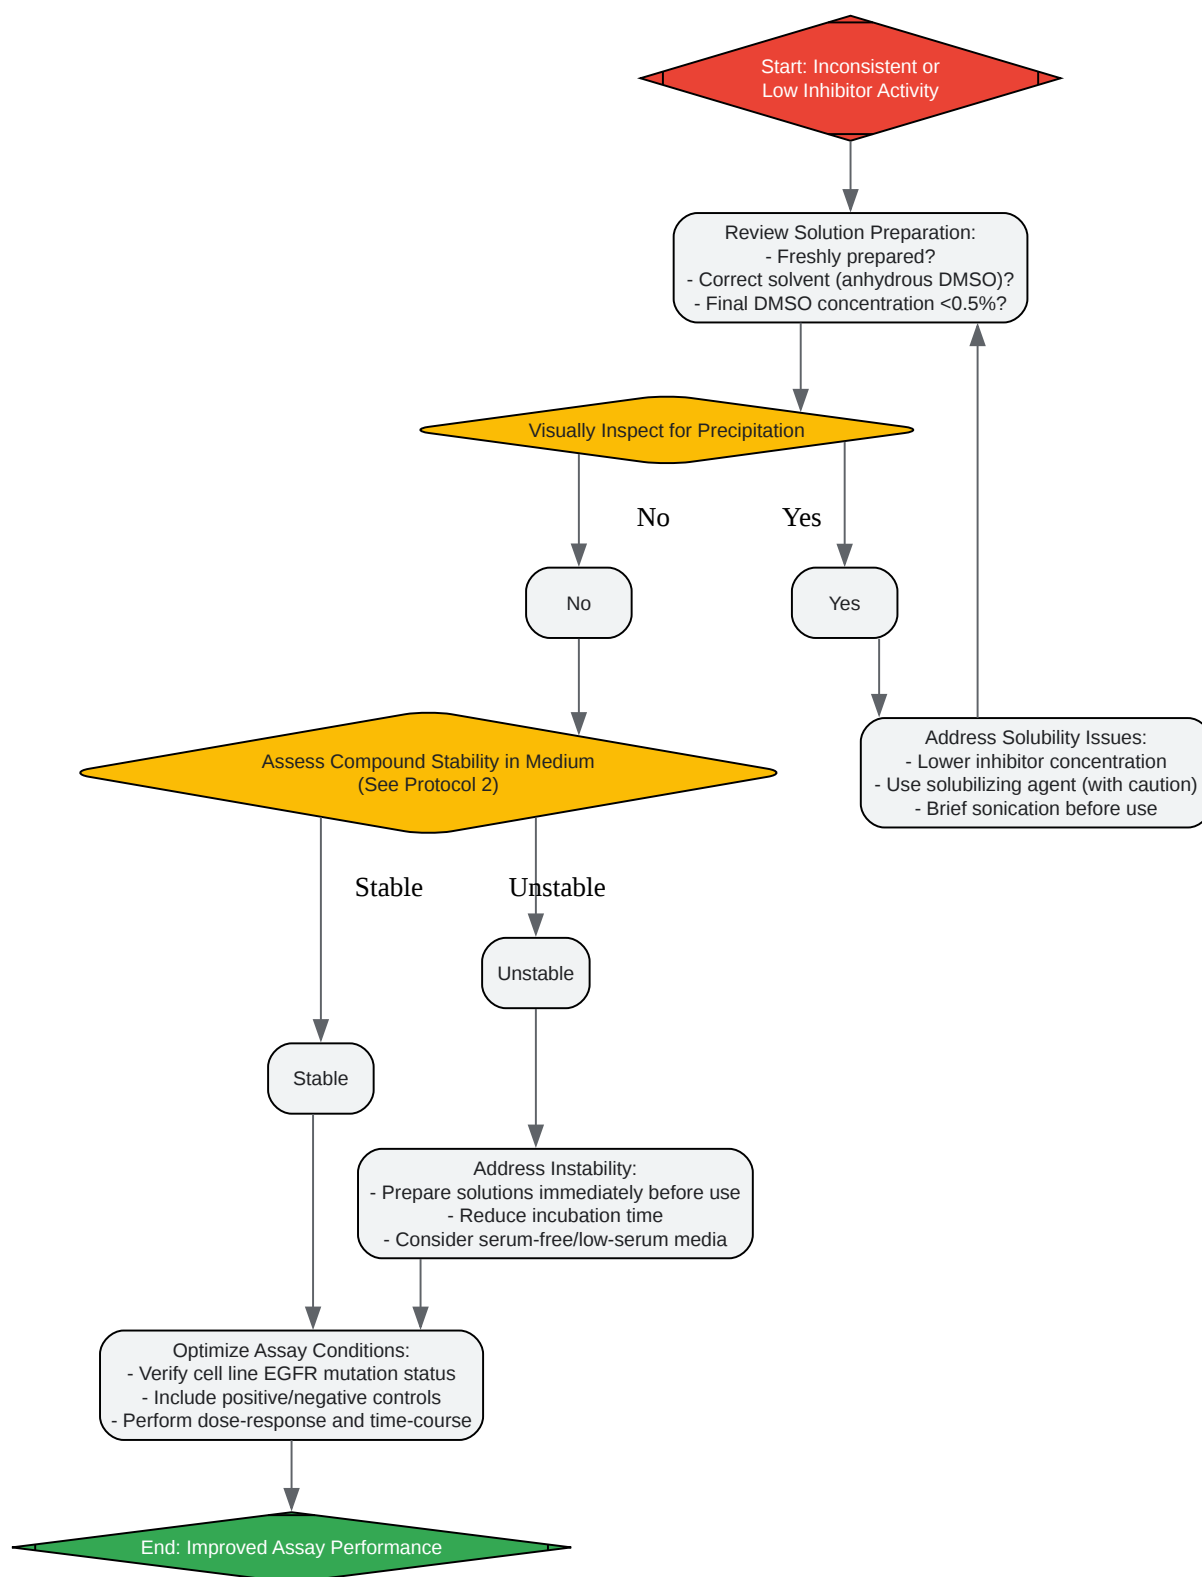 Start: Inconsistent or
Low Inhibitor Activity
Review Solution Preparation:
- Freshly prepared?
- Correct solvent (anhydrous DMSO)?
- Final DMSO concentration <0.5%?
Visually Inspect for Precipitation
No
Yes
No
Yes
Address Solubility Issues:
- Lower inhibitor concentration
- Use solubilizing agent (with caution)
- Brief sonication before use
Assess Compound Stability in Medium
(See Protocol 2)
Stable
Unstable
Unstable
Stable
Address Instability:
- Prepare solutions immediately before use
- Reduce incubation time
- Consider serum-free/low-serum media
Optimize Assay Conditions:
- Verify cell line EGFR mutation status
- Include positive/negative controls
- Perform dose-response and time-course
End: Improved Assay Performance